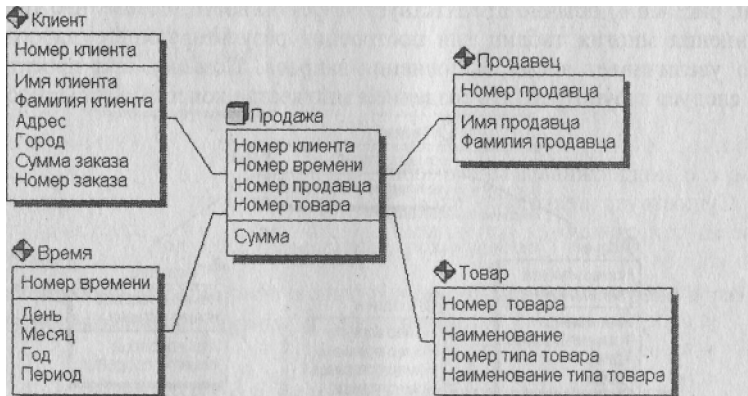 Клиент
Номер клиента
Имя клиента
Фамилия клиента
Адрес
Город
Сумма заказа
Номер заказа
Продавец
Номер продавца
Имя продавца
Фамилия продавца
Продажа
Номер клиента
Номер времени
Номер продавца
Номер товара
Сумма
Время
Номер времени
День
Месяц
Год
Период
Товар
Номер товара
Наименование
Номер типа товара
Наименование типа товара